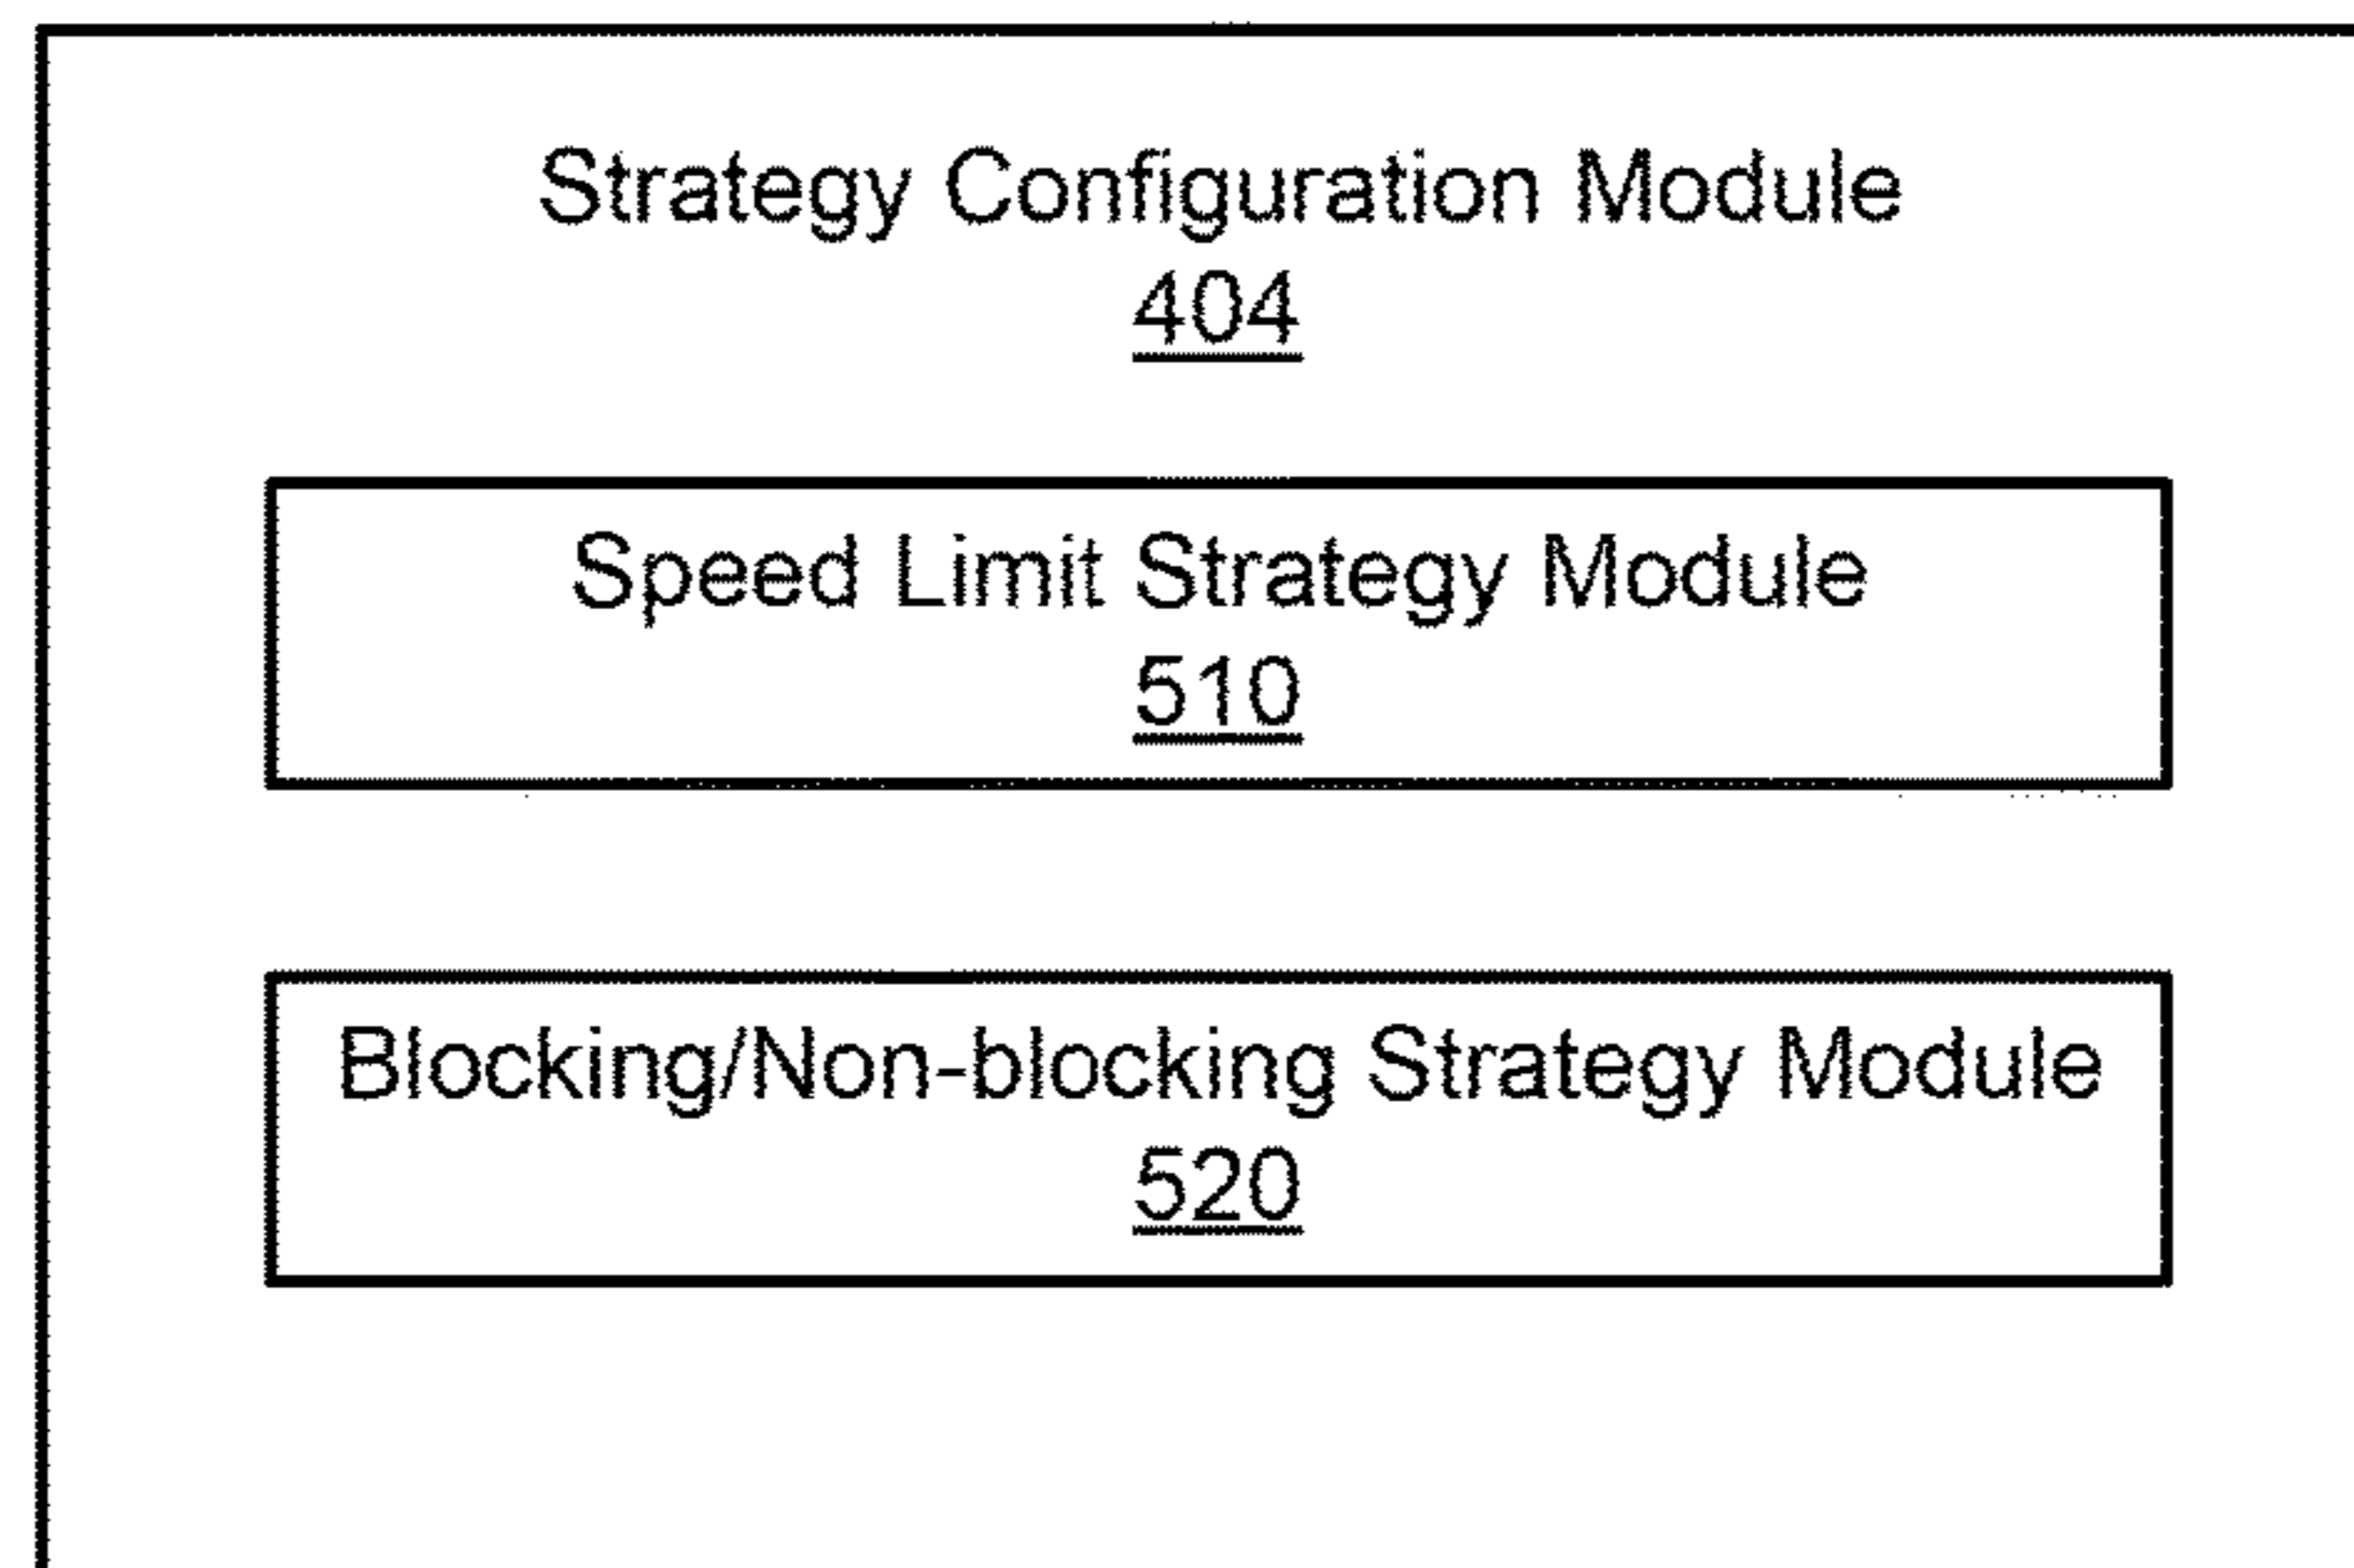 Strategy Configuration Module
404
Speed Limit Strategy Module
510
Blocking/Non-blocking Strategy Module
520